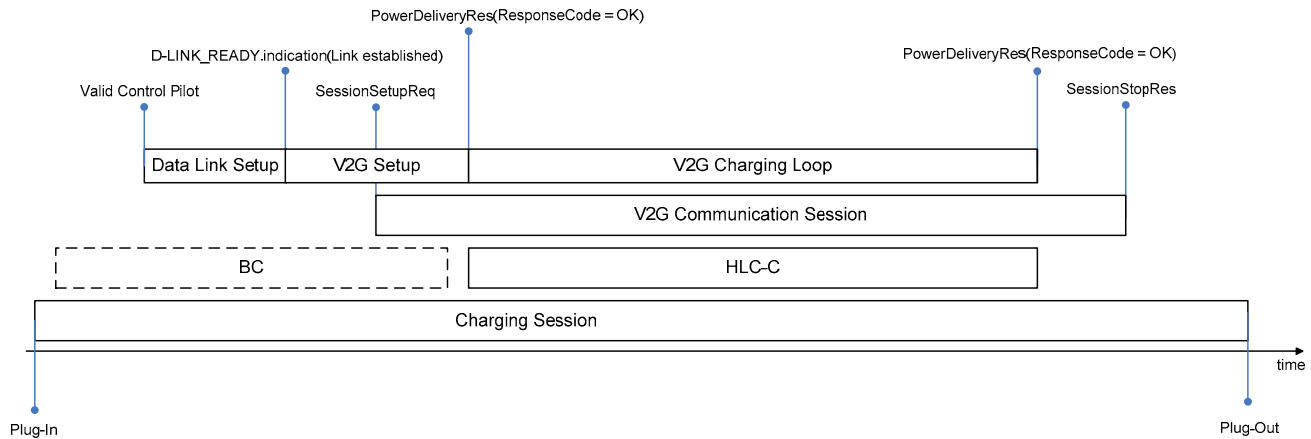 PowerDeliveryRes(ResponseCode = OK)
D-LINK_READY.indication(Link established)
PowerDeliveryRes(ResponseCode = OK)
Valid Control Pilot
SessionSetupReq
SessionStopRes
Data Link Setup
V2G Setup
V2G Charging Loop
V2G Communication Session
BC
HLC-C
Charging Session
time
Plug-In
Plug-Out